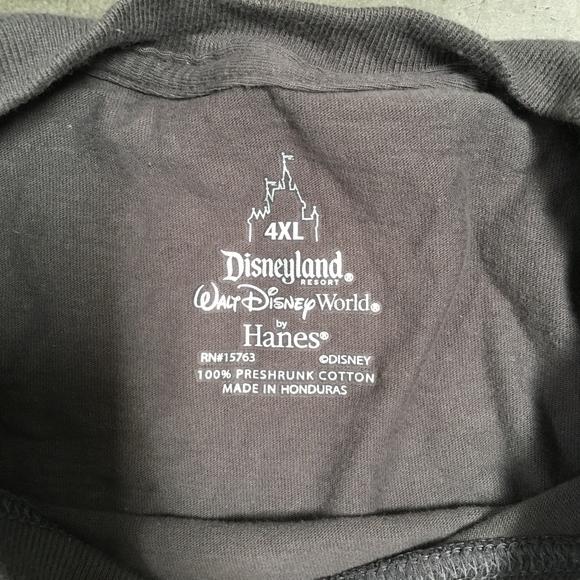 4XL
Disneyland®
RESORT
Walt Disney World®
by
Hanes®
RN#15763 ©DISNEY
100% PRESHRUNK COTTON
MADE IN HONDURAS